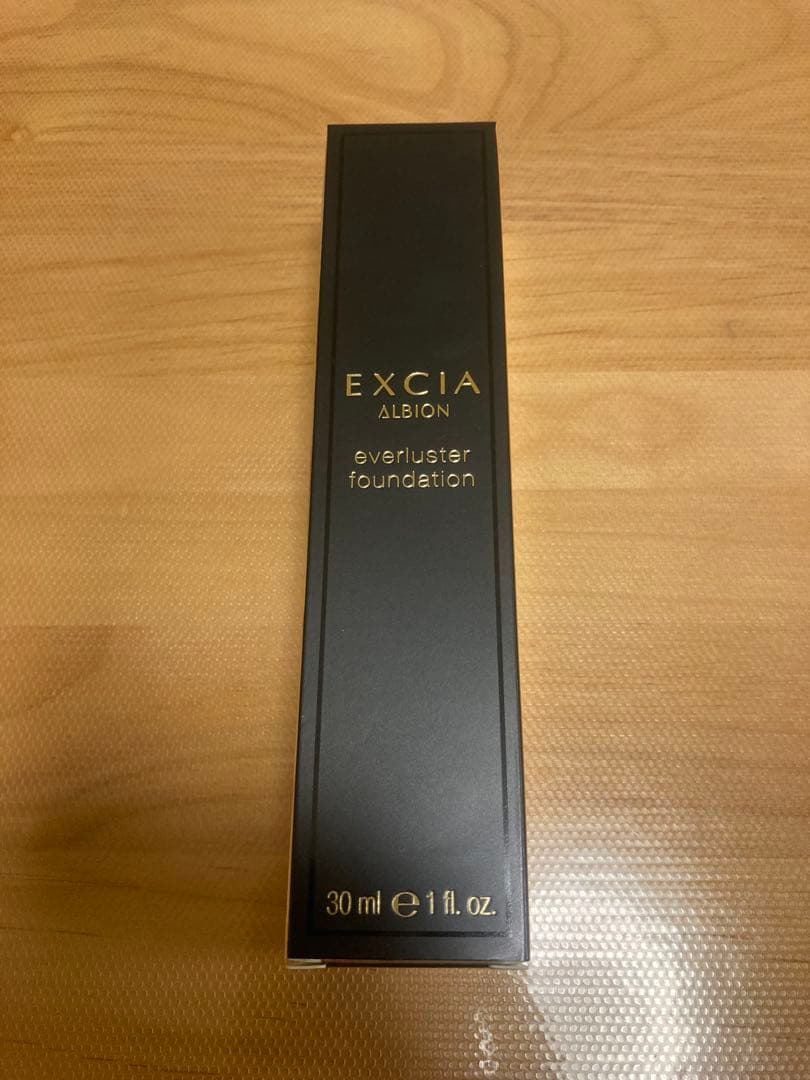 EXCIA
ALBION
everluster
foundation
30 ml ℮ 1 fl. oz.